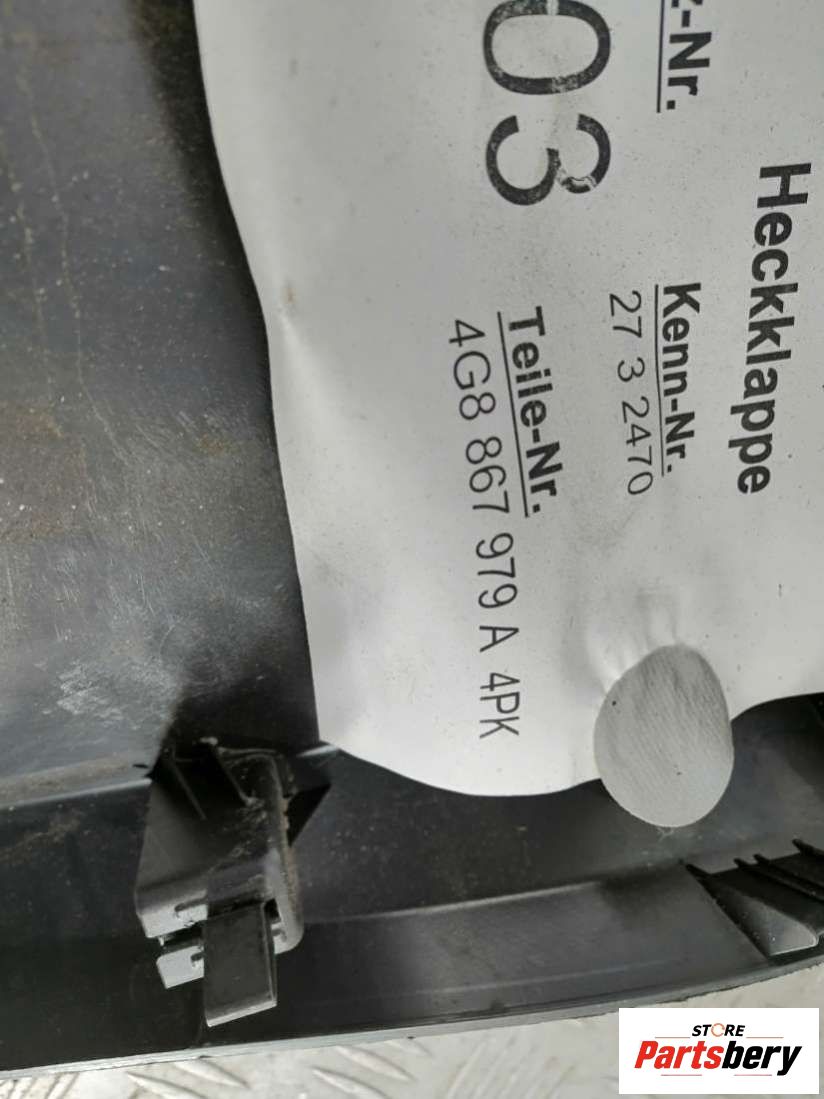 Heckklappe
z-Nr.
Kenn-Nr.
03
27 3 2470
Teile-Nr.
4G8 867 979 A 4PK
STORE
Partsbery